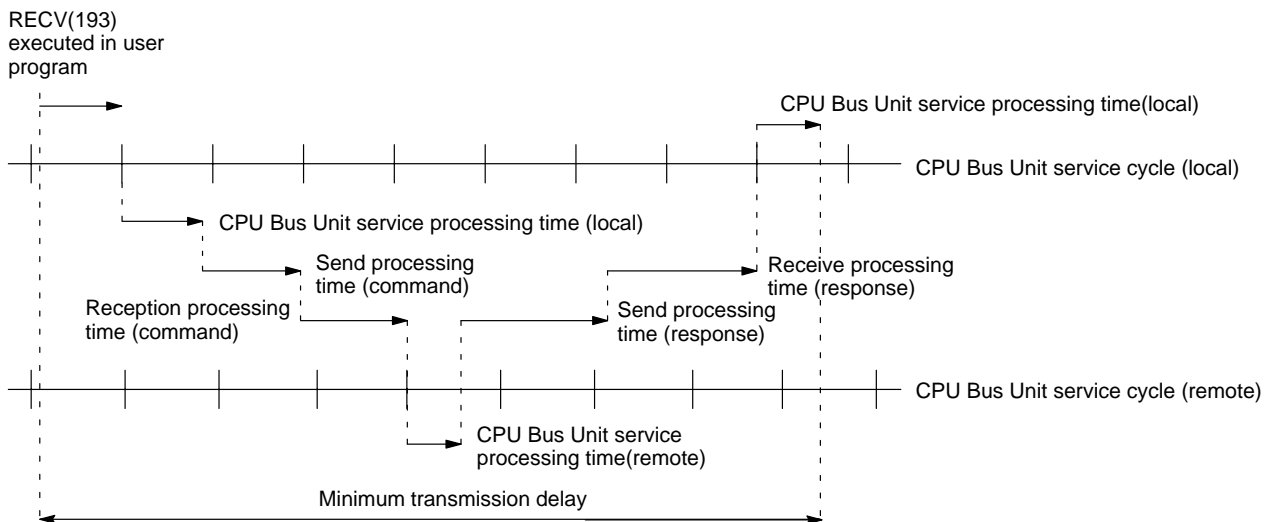 RECV(193)
executed in user
program
CPU Bus Unit service processing time(local)
CPU Bus Unit service cycle (local)
CPU Bus Unit service processing time (local)
Send processing
time (command)
Receive processing
time (response)
Reception processing
time (command)
Send processing
time (response)
CPU Bus Unit service cycle (remote)
CPU Bus Unit service
processing time(remote)
Minimum transmission delay